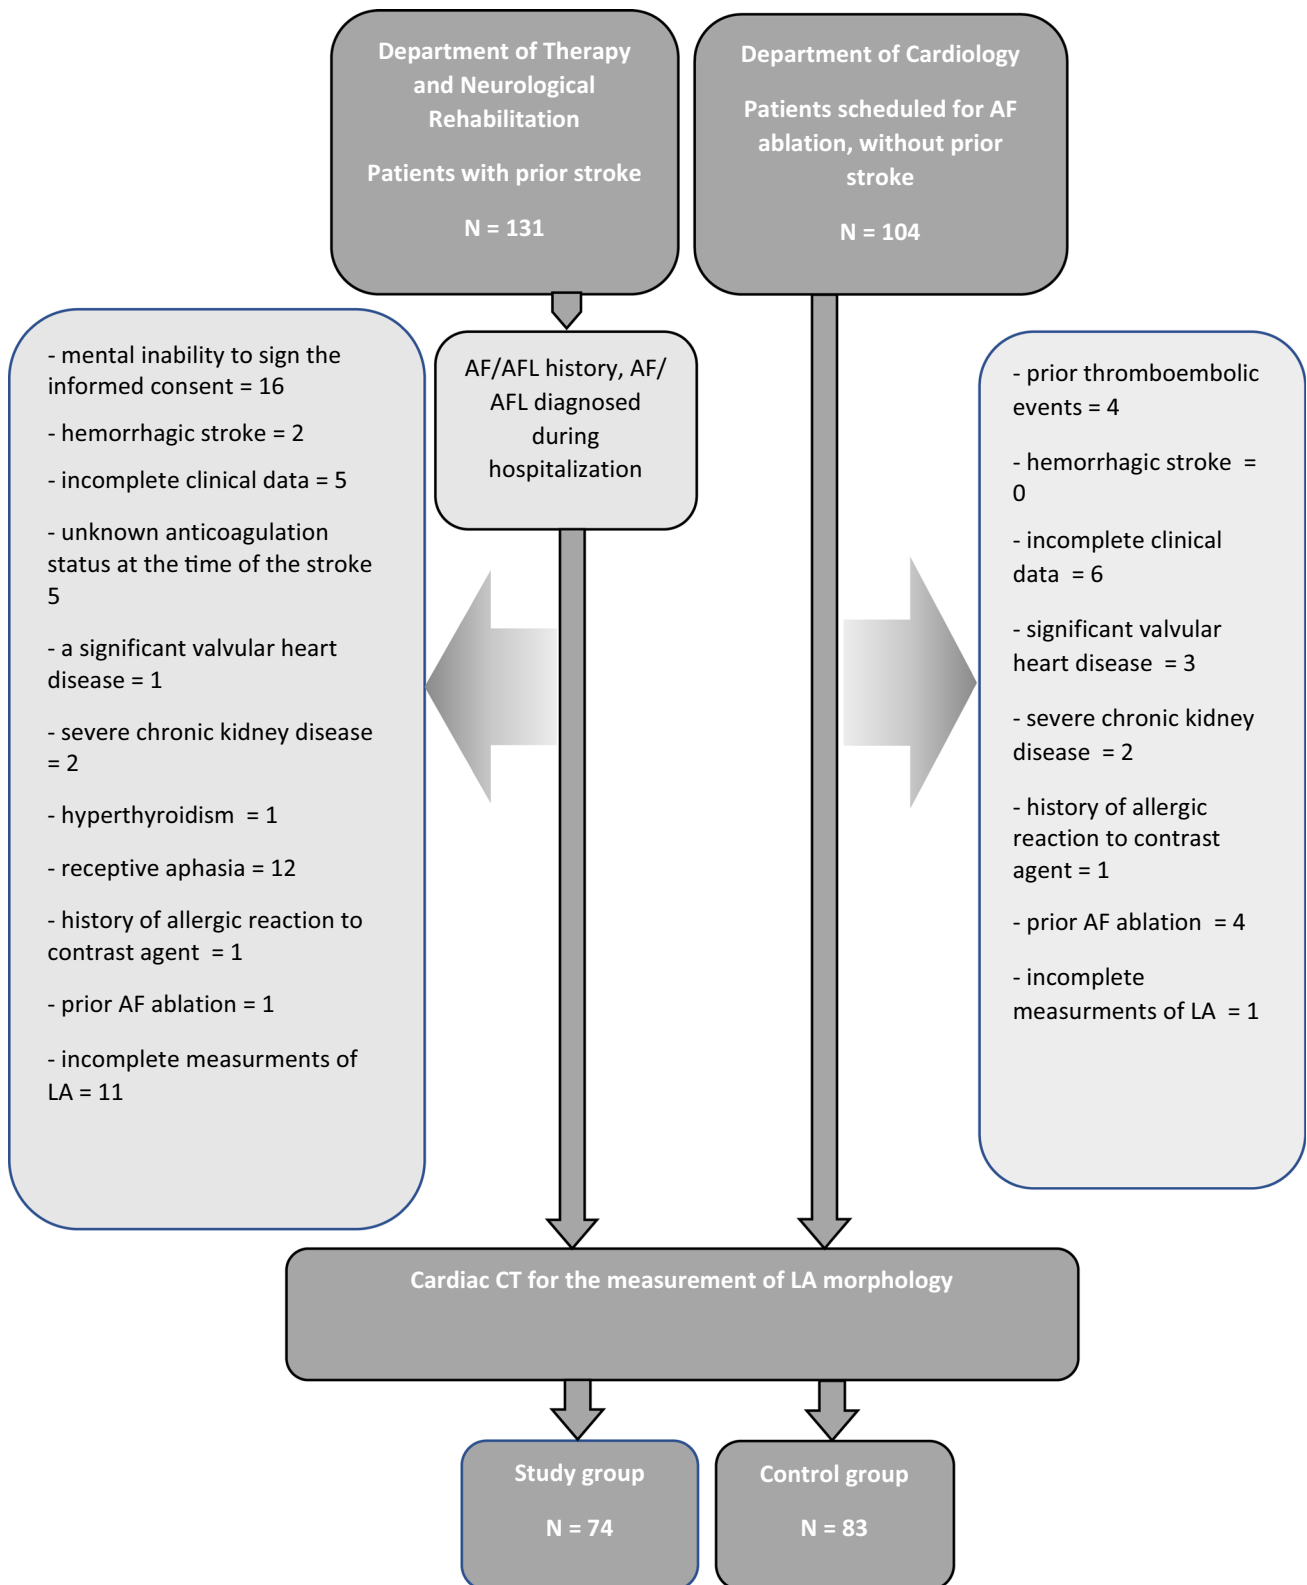 Department of Therapy
and Neurological
Rehabilitation
Patients with prior stroke
N = 131
Department of Cardiology
Patients scheduled for AF
ablation, without prior
stroke
N = 104
- mental inability to sign the
informed consent = 16
- hemorrhagic stroke = 2
- incomplete clinical data = 5
- unknown anticoagulation
status at the time of the stroke
5
- a significant valvular heart
disease = 1
- severe chronic kidney disease
= 2
- hyperthyroidism = 1
- receptive aphasia = 12
- history of allergic reaction to
contrast agent = 1
- prior AF ablation = 1
- incomplete measurments of
LA = 11
AF/AFL history, AF/
AFL diagnosed
during
hospitalization
- prior thromboembolic
events = 4
- hemorrhagic stroke =
0
- incomplete clinical
data = 6
- significant valvular
heart disease = 3
- severe chronic kidney
disease = 2
- history of allergic
reaction to contrast
agent = 1
- prior AF ablation = 4
- incomplete
measurments of LA = 1
Cardiac CT for the measurement of LA morphology
Study group
N = 74
Control group
N = 83